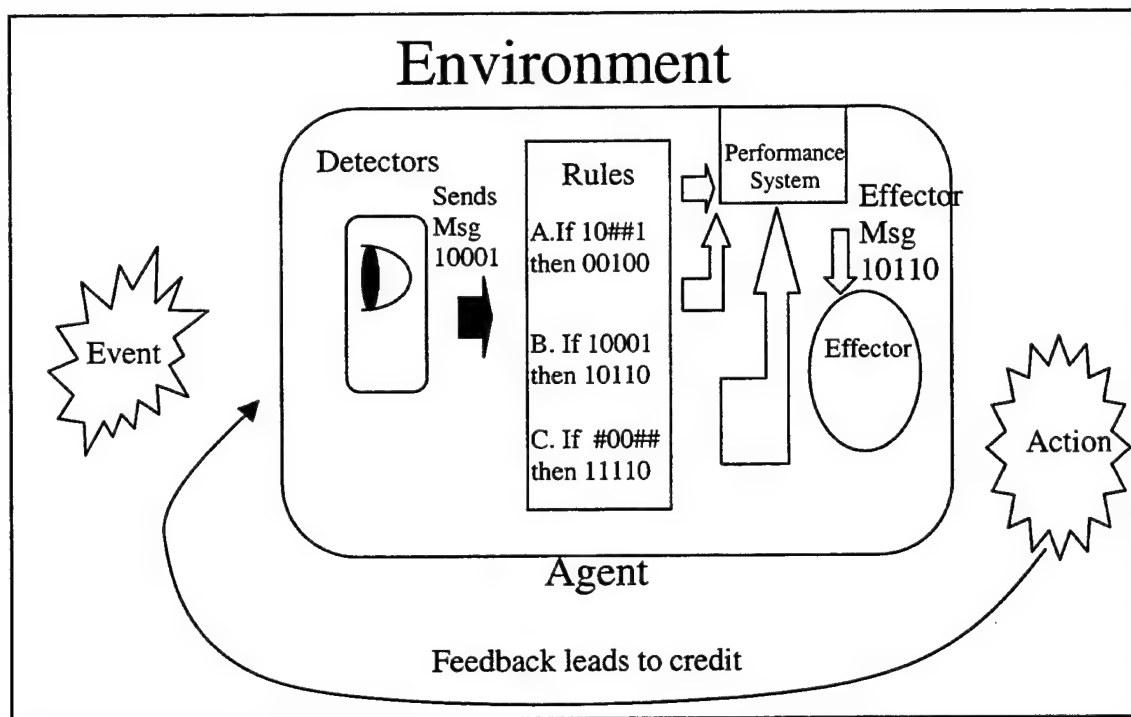 Environment
Detectors
Sends
Msg
10001
Rules
A.If 10##1
then 00100
B. If 10001
then 10110
C. If #00##
then 11110
Performance
System
Effector
Msg
10110
Effector
Event
Action
Agent
Feedback leads to credit